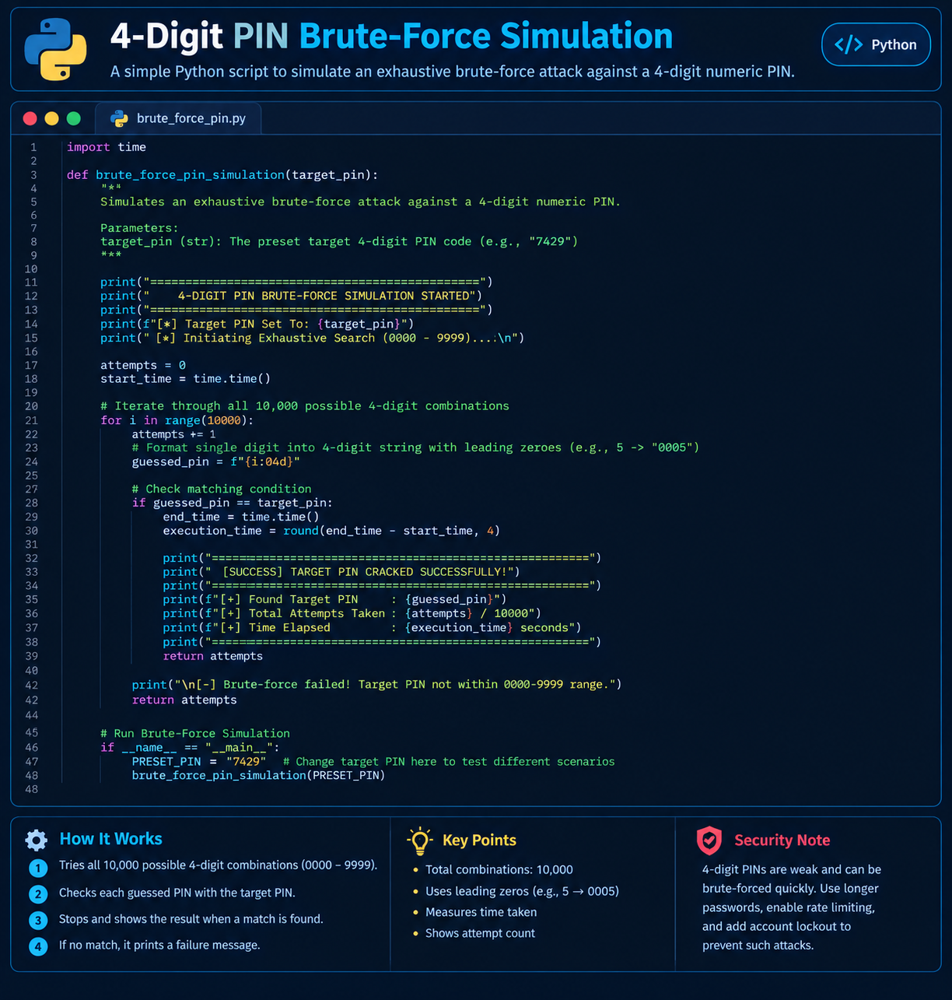 4-Digit PIN Brute-Force Simulation
A simple Python script to simulate an exhaustive brute-force attack against a 4-digit numeric PIN.
</> Python
brute_force_pin.py
1 import time
2
3 def brute_force_pin_simulation(target_pin):
4 "*"
5 Simulates an exhaustive brute-force attack against a 4-digit numeric PIN.
6
7 Parameters:
8 target_pin (str): The preset target 4-digit PIN code (e.g., "7429")
9 "**
10
11 print("==============================================")
12 print("    4-DIGIT PIN BRUTE-FORCE SIMULATION STARTED")
13 print("==============================================")
14 print(f"[*] Target PIN Set To: {target_pin}")
15 print(" [*] Initiating Exhaustive Search (0000 - 9999)...:\n")
16
17 attempts = 0
18 start_time = time.time()
19
20 # Iterate through all 10,000 possible 4-digit combinations
21 for i in range(10000):
22 attempts += 1
23 # Format single digit into 4-digit string with leading zeroes (e.g., 5 -> "0005")
24 guessed_pin = f"{i:04d}"
25
27 # Check matching condition
28 if guessed_pin == target_pin:
29 end_time = time.time()
30 execution_time = round(end_time - start_time, 4)
31
32 print("=====================================================")
33 print("  [SUCCESS] TARGET PIN CRACKED SUCCESSFULLY!")
34 print("=====================================================")
35 print(f"[+] Found Target PIN     : {guessed_pin}")
36 print(f"[+] Total Attempts Taken : {attempts} / 10000")
37 print(f"[+] Time Elapsed         : {execution_time} seconds")
38 print("=====================================================")
39 return attempts
40
42 print("\n[-] Brute-force failed! Target PIN not within 0000-9999 range.")
42 return attempts
44
45 # Run Brute-Force Simulation
46 if __name__ == "__main__":
47 PRESET_PIN = "7429"  # Change target PIN here to test different scenarios
48 brute_force_pin_simulation(PRESET_PIN)
48
How It Works
1 Tries all 10,000 possible 4-digit combinations (0000 – 9999).
2 Checks each guessed PIN with the target PIN.
3 Stops and shows the result when a match is found.
4 If no match, it prints a failure message.
Key Points
• Total combinations: 10,000
• Uses leading zeros (e.g., 5 → 0005)
• Measures time taken
• Shows attempt count
Security Note
4-digit PINs are weak and can be
brute-forced quickly. Use longer
passwords, enable rate limiting,
and add account lockout to
prevent such attacks.